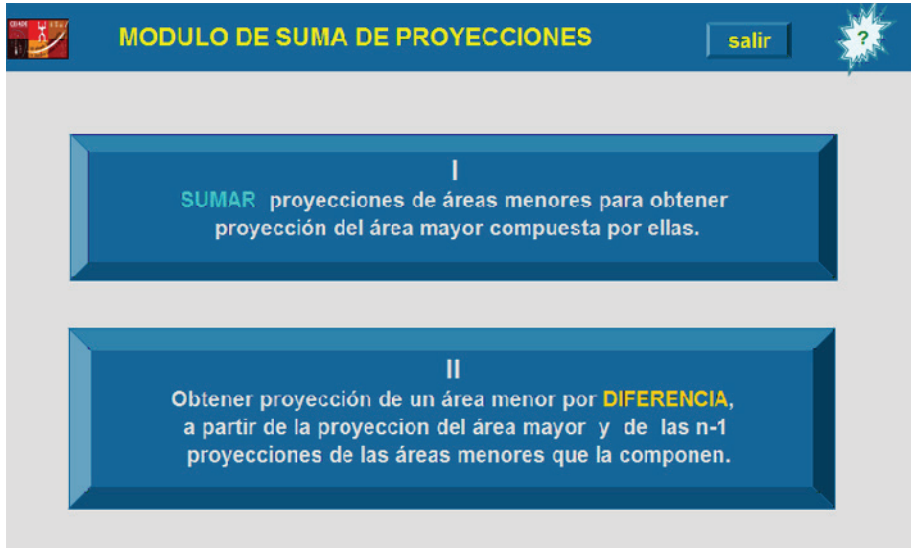 MODULO DE SUMA DE PROYECCIONES
salir
?
I
SUMAR proyecciones de áreas menores para obtener
proyección del área mayor compuesta por ellas.
II
Obtener proyección de un área menor por DIFERENCIA,
a partir de la proyeccion del área mayor y de las n-1
proyecciones de las áreas menores que la componen.